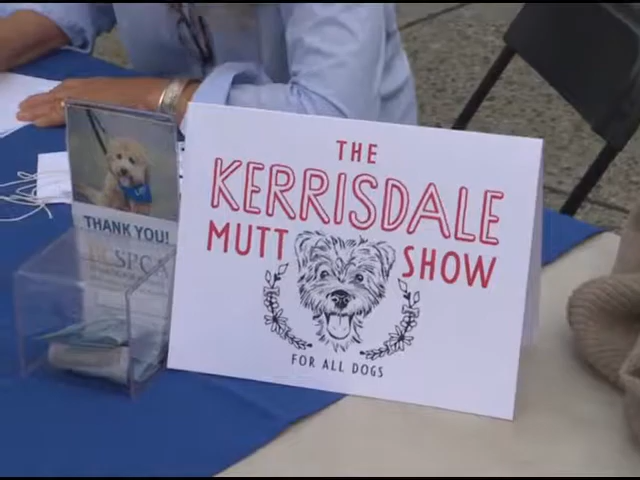 THE
KERRISDALE
MUTT SHOW
FOR ALL DOGS
THANK YOU!
SPCA